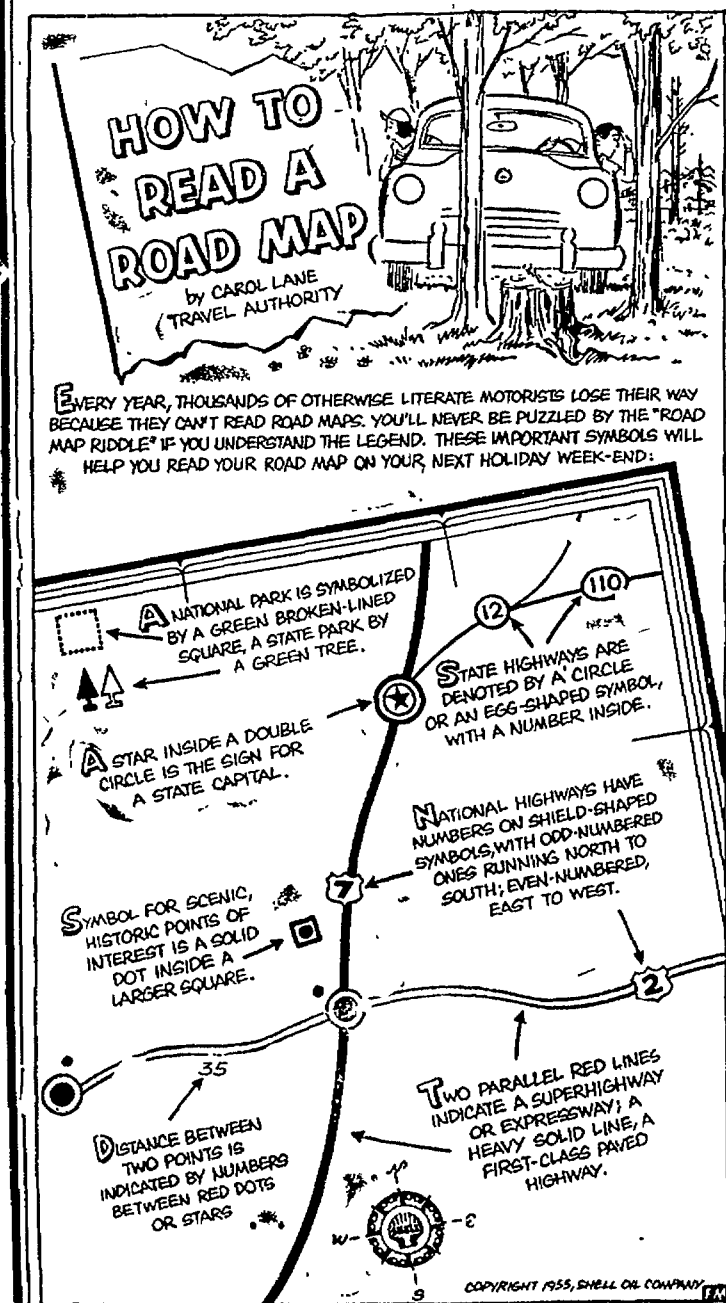 HOW TO
READ A
ROAD MAP
by CAROL LANE
TRAVEL AUTHORITY
EVERY YEAR, THOUSANDS OF OTHERWISE LITERATE MOTORISTS LOSE THEIR WAY
BECAUSE THEY CAN'T READ ROAD MAPS. YOU'LL NEVER BE PUZZLED BY THE "ROAD
MAP RIDDLE" IF YOU UNDERSTAND THE LEGEND. THESE IMPORTANT SYMBOLS WILL
HELP YOU READ YOUR ROAD MAP ON YOUR NEXT HOLIDAY WEEK-END:
A NATIONAL PARK IS SYMBOLIZED
BY A GREEN BROKEN-LINED
SQUARE, A STATE PARK BY
A GREEN TREE.
12
110
STATE HIGHWAYS ARE
DENOTED BY A CIRCLE
OR AN EGG-SHAPED SYMBOL,
WITH A NUMBER INSIDE.
A STAR INSIDE A DOUBLE
CIRCLE IS THE SIGN FOR
A STATE CAPITAL.
NATIONAL HIGHWAYS HAVE
NUMBERS ON SHIELD-SHAPED
SYMBOLS, WITH ODD-NUMBERED
ONES RUNNING NORTH TO
SOUTH; EVEN-NUMBERED,
EAST TO WEST.
7
SYMBOL FOR SCENIC,
HISTORIC POINTS OF
INTEREST IS A SOLID
DOT INSIDE A
LARGER SQUARE.
2
35
DISTANCE BETWEEN
TWO POINTS IS
INDICATED BY NUMBERS
BETWEEN RED DOTS
OR STARS
TWO PARALLEL RED LINES
INDICATE A SUPERHIGHWAY
OR EXPRESSWAY; A
HEAVY SOLID LINE, A
FIRST-CLASS PAVED
HIGHWAY.
N
W
E
S
COPYRIGHT 1955, SHELL OIL COMPANY